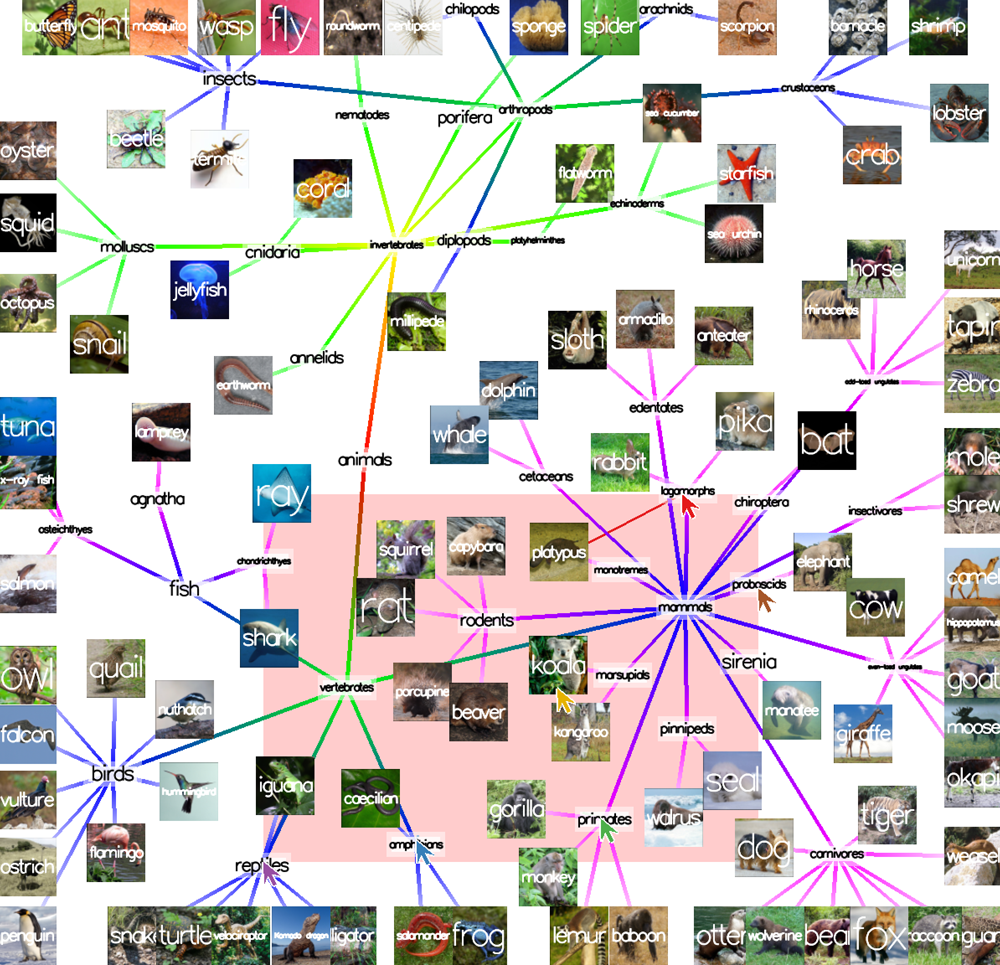 butterfly
ant
mosquito
wasp
fly
roundworm
centipede
chilopods
sponge
spider
arachnids
scorpion
barnacle
shrimp
insects
nematodes
porifera
arthropods
crustaceans
sea cucumber
lobster
beetle
termite
oyster
coral
flatworm
starfish
crab
echinoderms
squid
molluscs
cnidaria
invertebrates
diplopods
platyhelminthes
sea urchin
jellyfish
octopus
snail
millipede
horse
unicorn
rhinoceros
tapir
annelids
earthworm
sloth
armadillo
anteater
odd-toed ungulates
zebra
dolphin
edentates
tuna
lamprey
whale
pika
bat
animals
rabbit
mole
x-ray fish
agnatha
ray
cetaceans
lagomorphs
chiroptera
shrew
osteichthyes
insectivores
squirrel
capybara
platypus
monotremes
elephant
chondrichthyes
proboscids
camel
salmon
fish
rat
rodents
mammals
cow
hippopotamus
shark
owl
quail
koala
marsupials
sirenia
even-toed ungulates
goat
vertebrates
porcupine
beaver
manatee
nuthatch
falcon
kangaroo
pinnipeds
giraffe
moose
birds
hummingbird
iguana
caecilian
seal
okapi
vulture
gorilla
primates
walrus
tiger
flamingo
reptiles
amphibians
dog
carnivores
weasel
ostrich
monkey
penguin
snake
turtle
velociraptor
Komodo dragon
ligator
salamander
frog
lemur
baboon
otter
wolverine
bear
fox
raccoon
guar